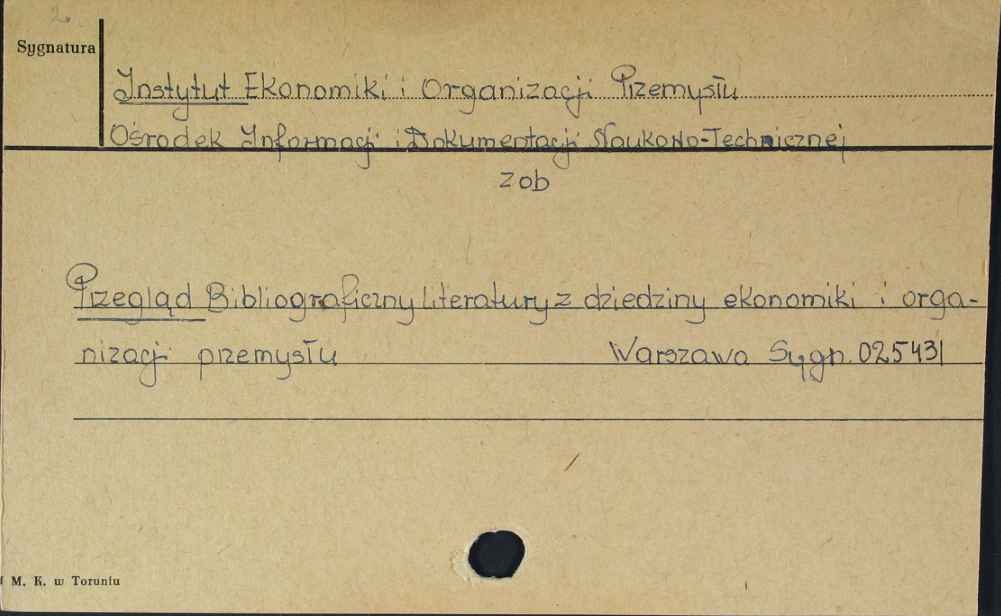 2.
Sygnatura
Instytut Ekonomiki i Organizacji Przemysłu
Ośrodek Informacji i Dokumentacji Naukowo-Technicznej
zob
Przegląd Bibliograficzny Literatury z dziedziny ekonomiki i orga-
nizacji przemysłu Warszawa Sygn. 025431
M. K. w Toruniu